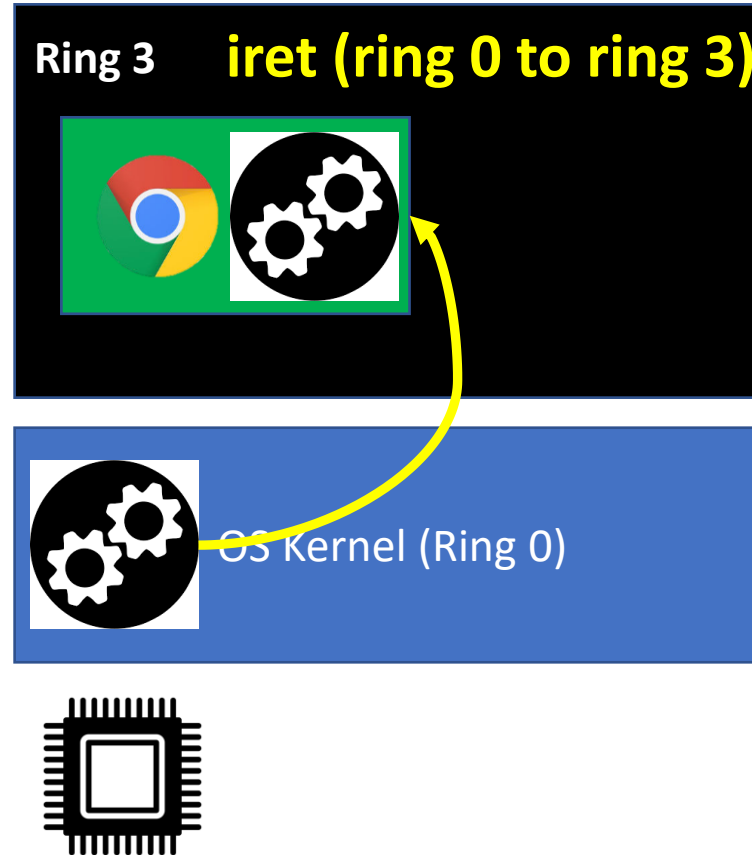 Ring 3 iret (ring 0 to ring 3)
OS Kernel (Ring 0)